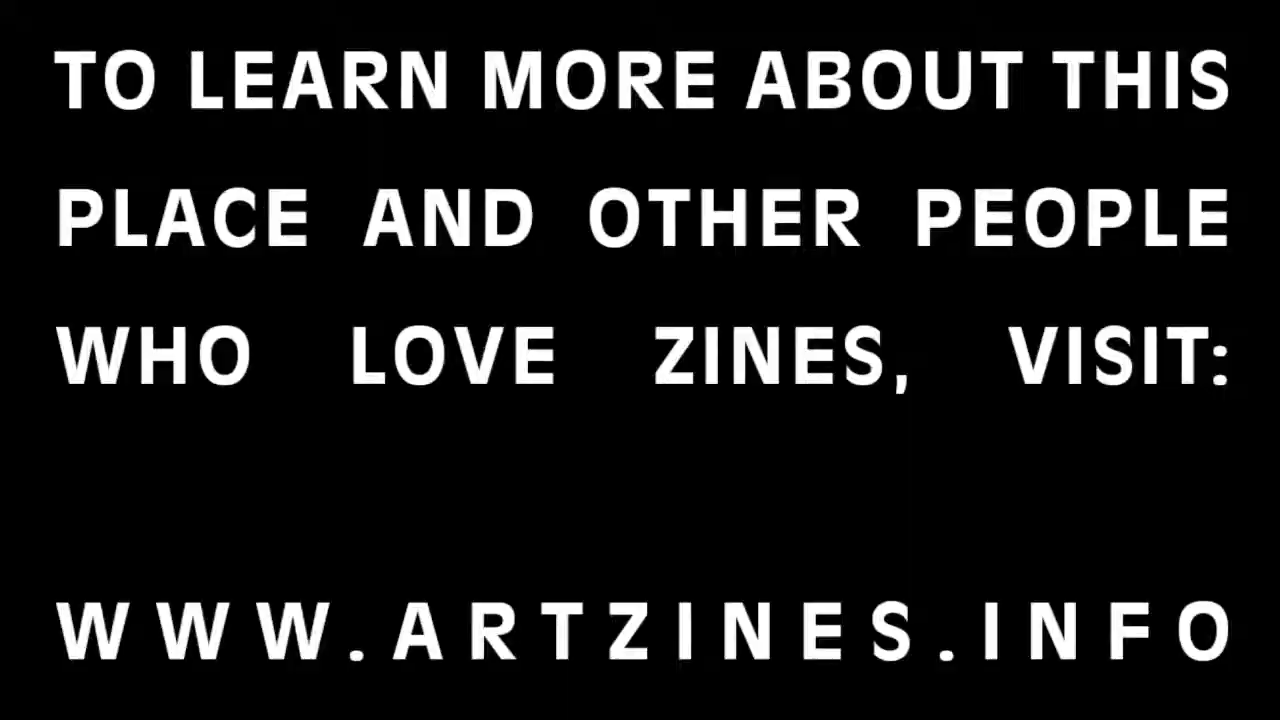 TO LEARN MORE ABOUT THIS
PLACE AND OTHER PEOPLE
WHO LOVE ZINES, VISIT:
WWW.ARTZINES.INFO